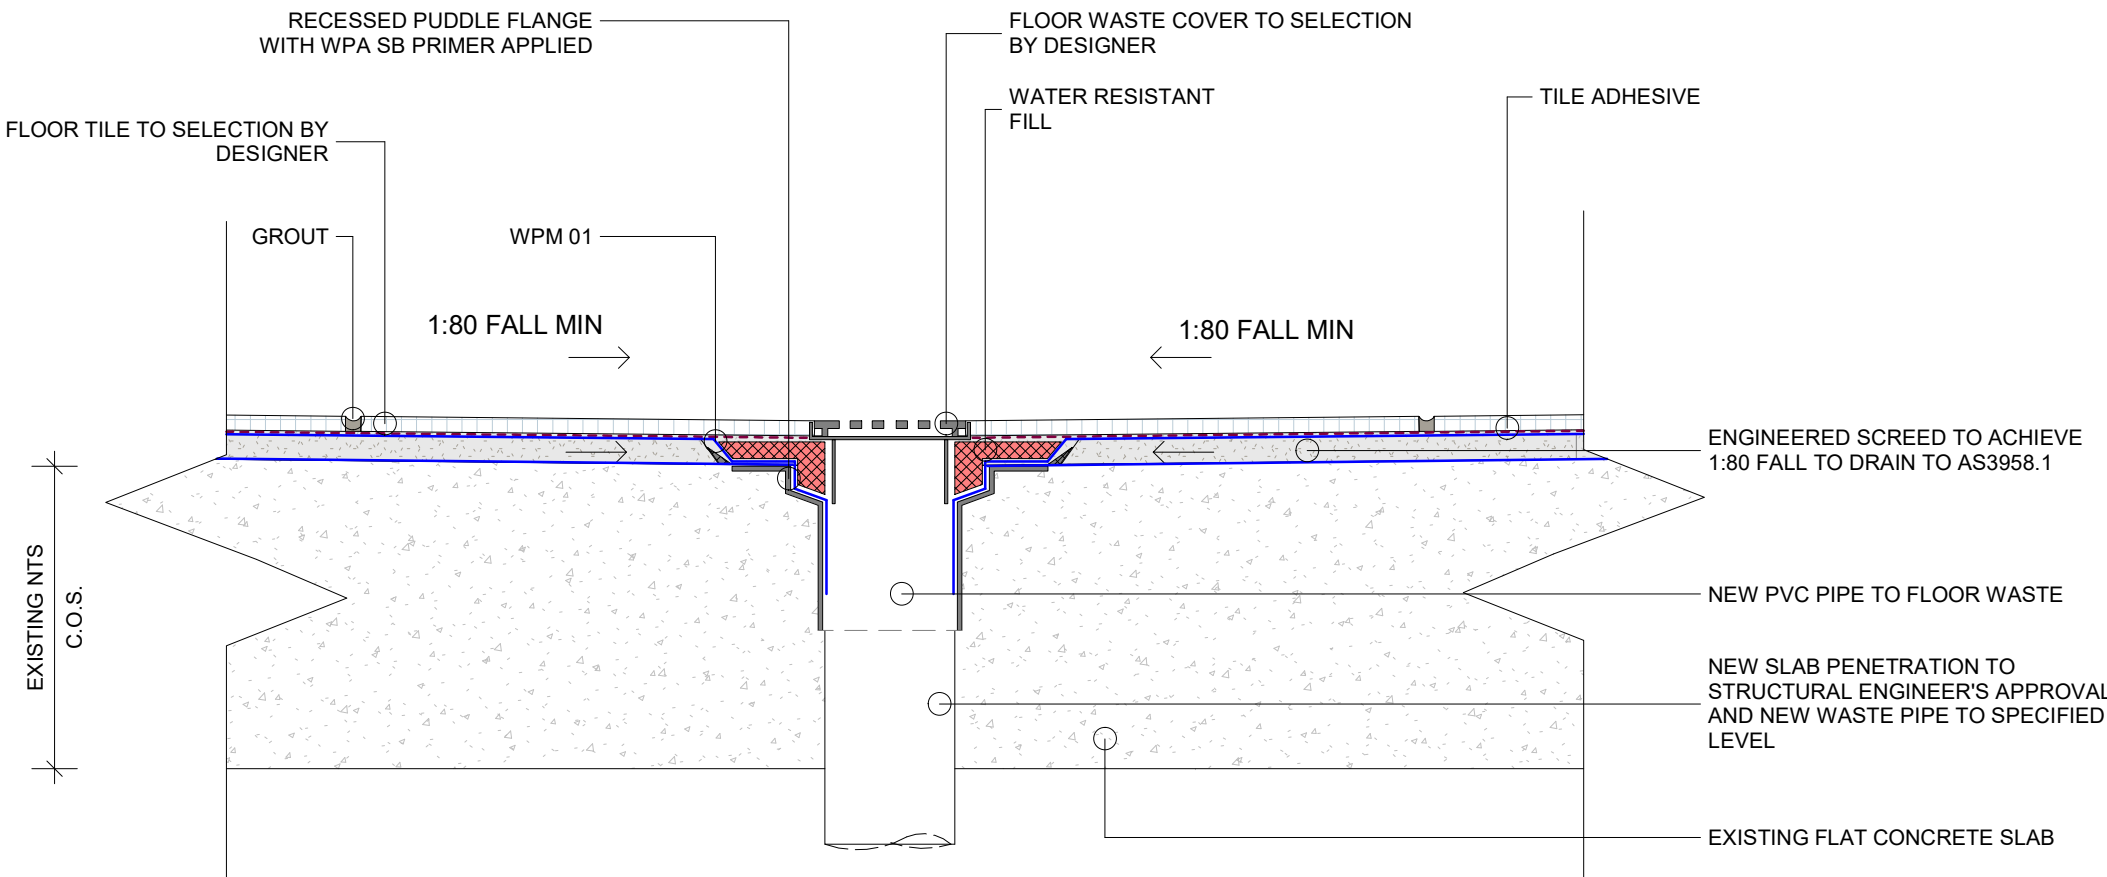 RECESSED PUDDLE FLANGE
WITH WPA SB PRIMER APPLIED
FLOOR WASTE COVER TO SELECTION
BY DESIGNER
WATER RESISTANT
FILL
TILE ADHESIVE
FLOOR TILE TO SELECTION BY
DESIGNER
GROUT
WPM 01
1:80 FALL MIN
1:80 FALL MIN
ENGINEERED SCREED TO ACHIEVE
1:80 FALL TO DRAIN TO AS3958.1
EXISTING NTS
C.O.S.
NEW PVC PIPE TO FLOOR WASTE
NEW SLAB PENETRATION TO
STRUCTURAL ENGINEER'S APPROVAL
AND NEW WASTE PIPE TO SPECIFIED
LEVEL
EXISTING FLAT CONCRETE SLAB